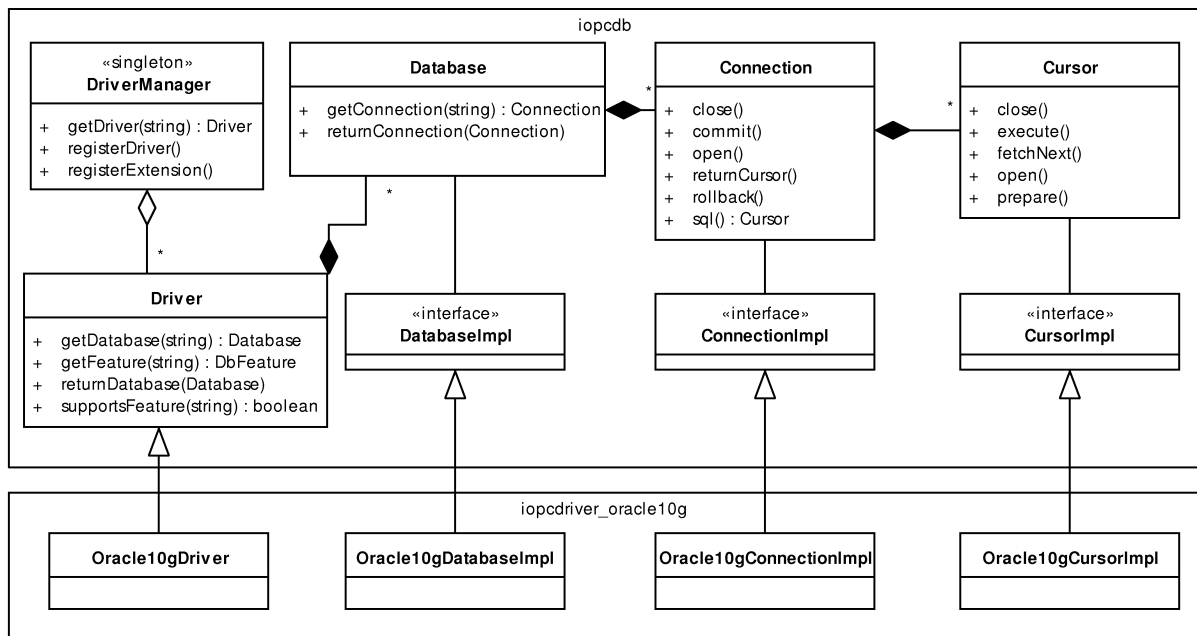 iopcdb
«singleton»
DriverManager
+ getDriver(string) : Driver
+ registerDriver()
+ registerExtension()
Database
+ getConnection(string) : Connection
+ returnConnection(Connection)
Connection
+ close()
+ commit()
+ open()
+ returnCursor()
+ rollback()
+ sql() : Cursor
Cursor
+ close()
+ execute()
+ fetchNext()
+ open()
+ prepare()
*
*
*
*
Driver
+ getDatabase(string) : Database
+ getFeature(string) : DbFeature
+ returnDatabase(Database)
+ supportsFeature(string) : boolean
«interface»
DatabaseImpl
«interface»
ConnectionImpl
«interface»
CursorImpl
iopcdriver_oracle10g
Oracle10gDriver
Oracle10gDatabaseImpl
Oracle10gConnectionImpl
Oracle10gCursorImpl